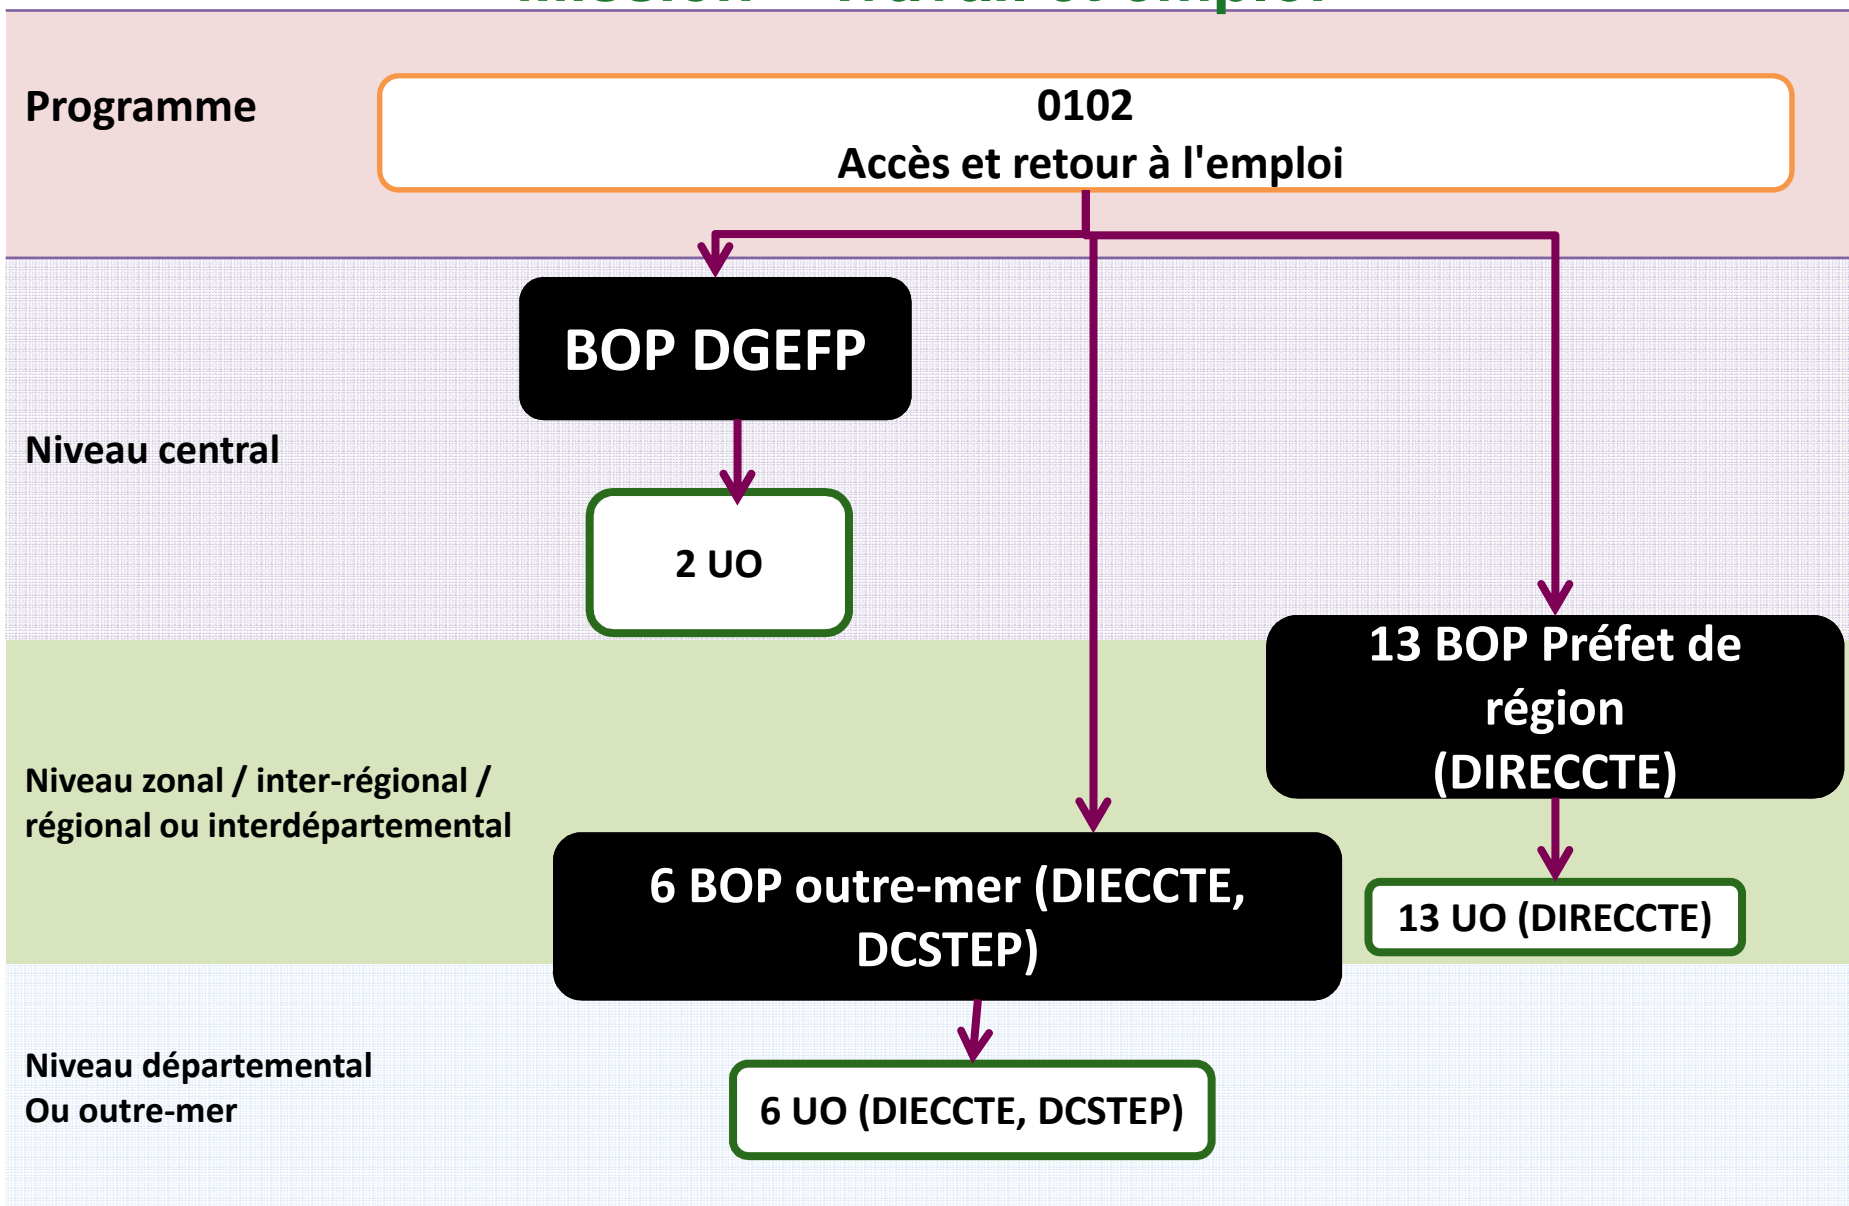 Programme
0102
Accès et retour à l'emploi
BOP DGEFP
Niveau central
2 UO
13 BOP Préfet de
région
(DIRECCTE)
Niveau zonal / inter-régional /
régional ou interdépartemental
6 BOP outre-mer (DIECCTE,
DCSTEP)
13 UO (DIRECCTE)
Niveau départemental
Ou outre-mer
6 UO (DIECCTE, DCSTEP)